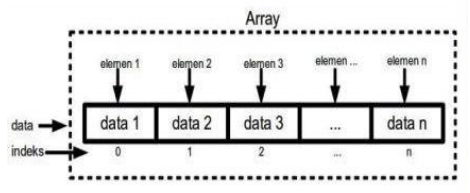 Array
elemen 1 elemen 2 elemen 3 elemen ... elemen n
data data 1 data 2 data 3 ... data n
indeks 0 1 2 ... n